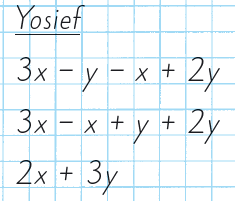 Yosief
3x – y – x + 2y
3x – x + y + 2y
2x + 3y